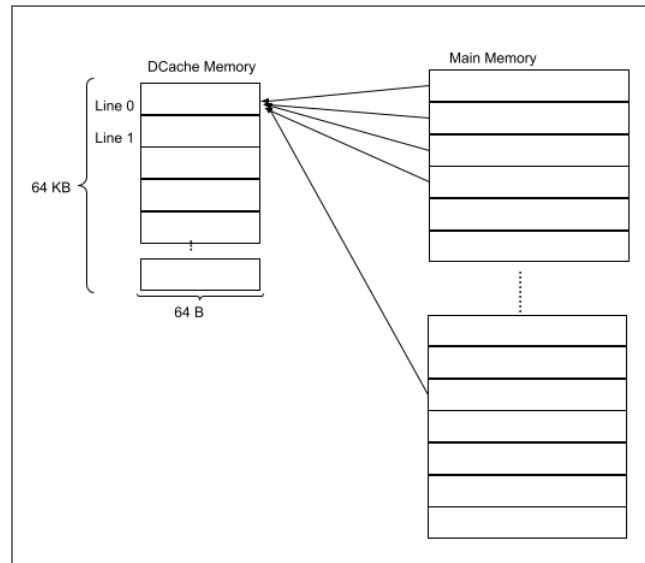 DCache Memory
Main Memory
Line 0
Line 1
64 KB
64 B